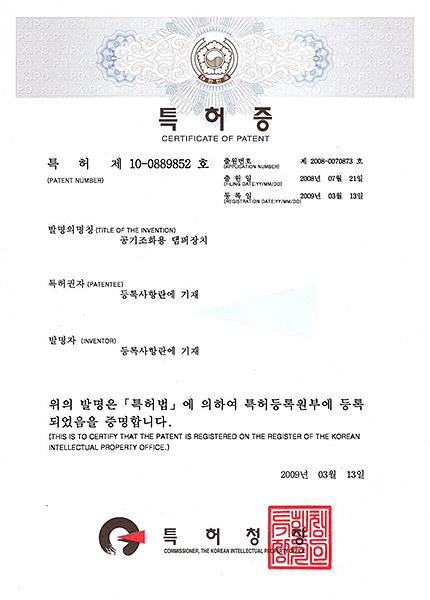 KIPO KIPO KIPO KIPO
대한민국
특허증
CERTIFICATE OF PATENT
특 허 제 10-0889852 호
(PATENT NUMBER)
출원번호 제 2008-0070873 호
(APPLICATION NUMBER)
출원일 2008년 07월 21일
(FILING DATE:YY/MM/DD)
등록일 2009년 03월 13일
(REGISTRATION DATE:YY/MM/DD)
발명의명칭 (TITLE OF THE INVENTION)
공기조화용 댐퍼장치
특허권자 (PATENTEE)
등록사항란에 기재
발명자 (INVENTOR)
등록사항란에 기재
위의 발명은 「특허법」에 의하여 특허등록원부에 등록
되었음을 증명합니다.
(THIS IS TO CERTIFY THAT THE PATENT IS REGISTERED ON THE REGISTER OF THE KOREAN
INTELLECTUAL PROPERTY OFFICE.)
2009년 03월 13일
특 허 청 장
COMMISSIONER, THE KOREAN INTELLECTUAL PROPERTY OFFICE